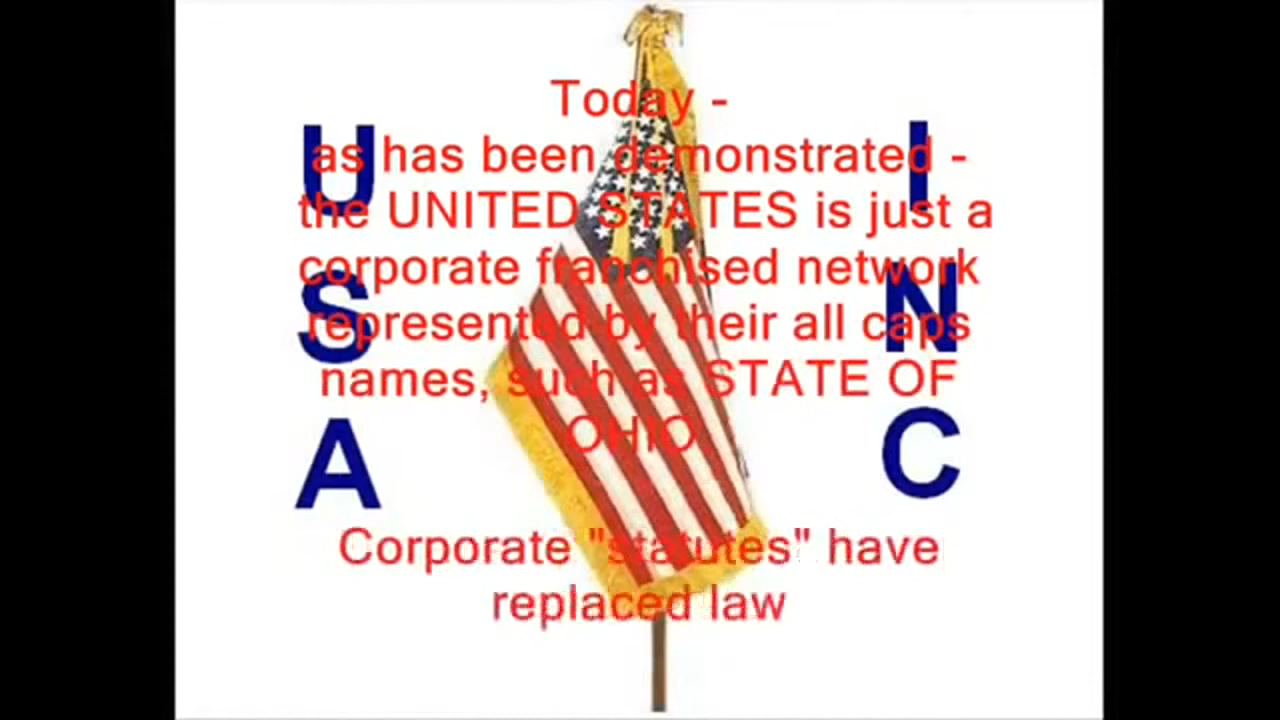 Today -
as has been demonstrated -
the UNITED STATES is just a
corporate franchised network
represented by their all caps
names, such as STATE OF
OHIO
Corporate "statutes" have
replaced law
U
S
A
I
N
C